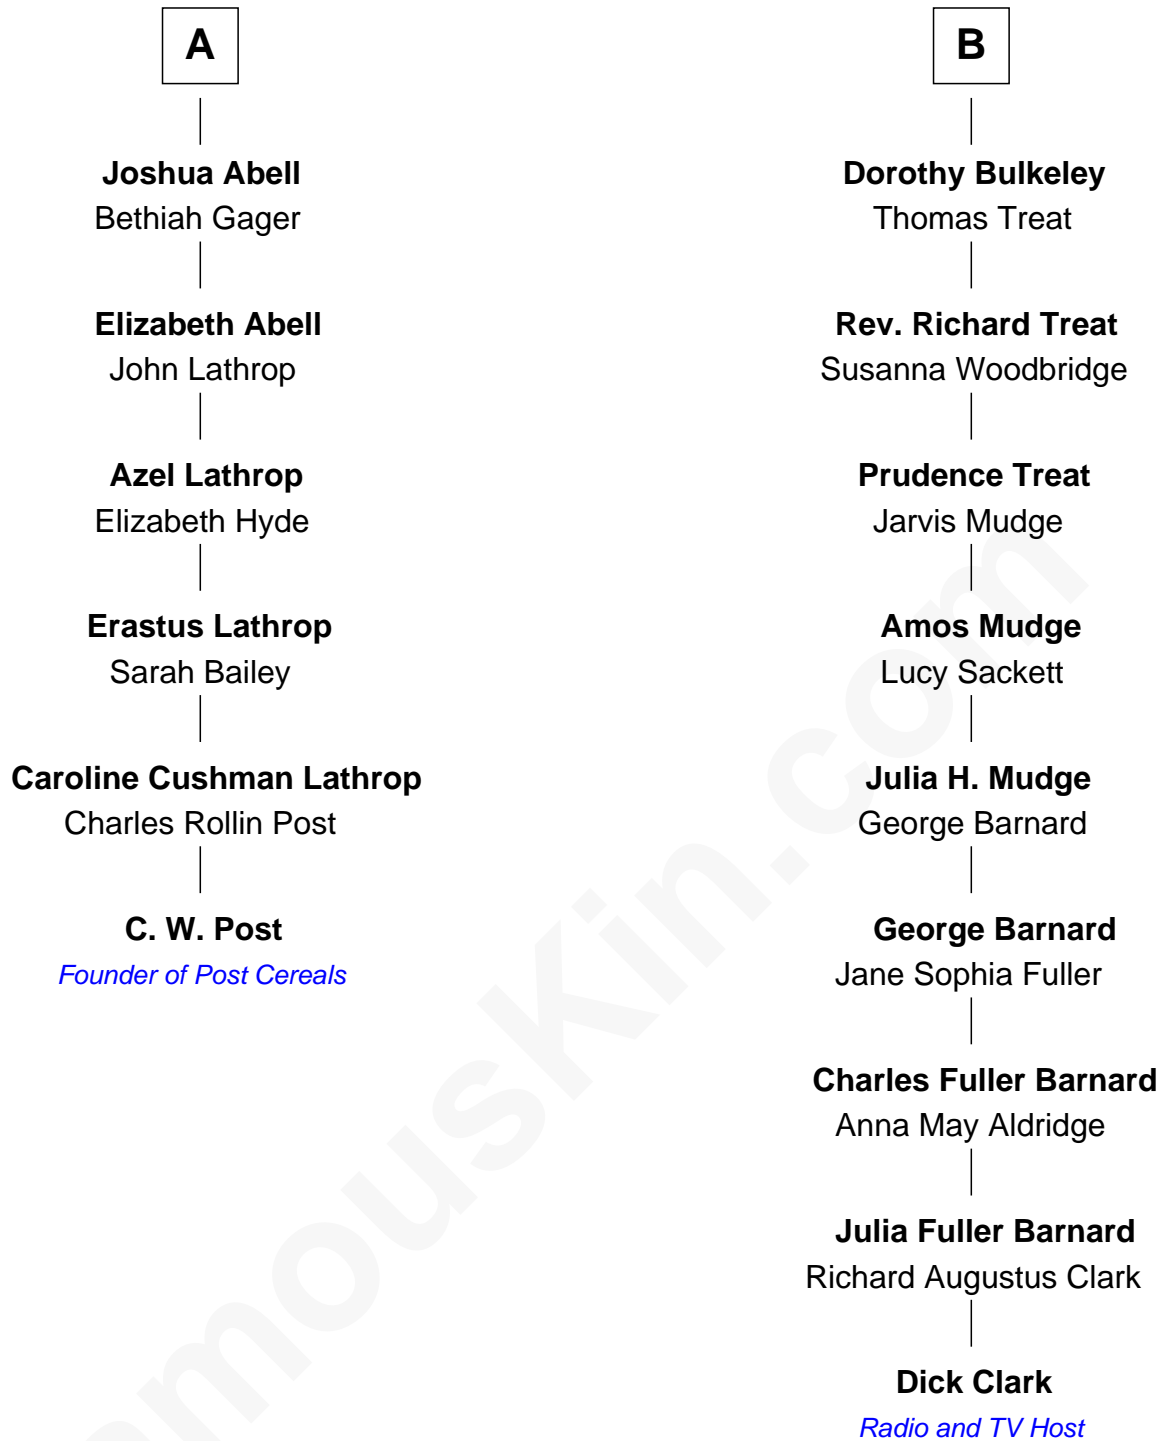 A
Joshua Abell
Bethiah Gager
Elizabeth Abell
John Lathrop
Azel Lathrop
Elizabeth Hyde
Erastus Lathrop
Sarah Bailey
Caroline Cushman Lathrop
Charles Rollin Post
C. W. Post
Founder of Post Cereals
B
Dorothy Bulkeley
Thomas Treat
Rev. Richard Treat
Susanna Woodbridge
Prudence Treat
Jarvis Mudge
Amos Mudge
Lucy Sackett
Julia H. Mudge
George Barnard
George Barnard
Jane Sophia Fuller
Charles Fuller Barnard
Anna May Aldridge
Julia Fuller Barnard
Richard Augustus Clark
Dick Clark
Radio and TV Host
amouskin.com